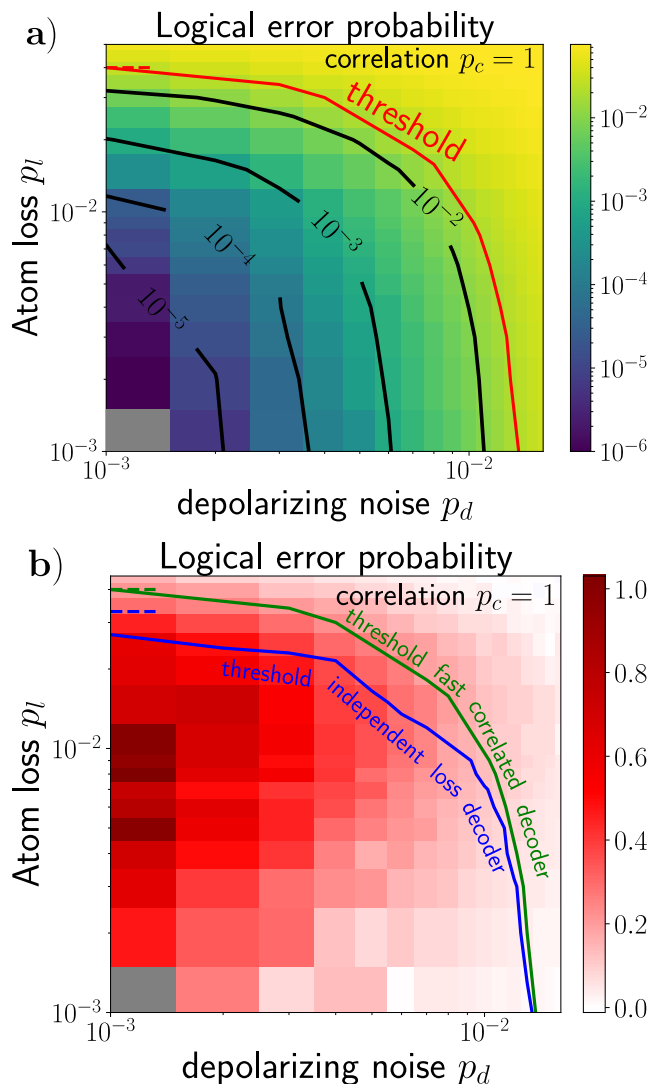 a)
Logical error probability
correlation p_c = 1
threshold
10^{-2}
10^{-3}
10^{-4}
10^{-5}
Atom loss p_l
10^{-2}
10^{-3}
10^{-3}
10^{-2}
depolarizing noise p_d
10^{-2}
10^{-3}
10^{-4}
10^{-5}
10^{-6}
b)
Logical error probability
correlation p_c = 1
threshold fast correlated decoder
threshold independent loss decoder
Atom loss p_l
10^{-2}
10^{-3}
10^{-3}
10^{-2}
depolarizing noise p_d
1.0
0.8
0.6
0.4
0.2
0.0